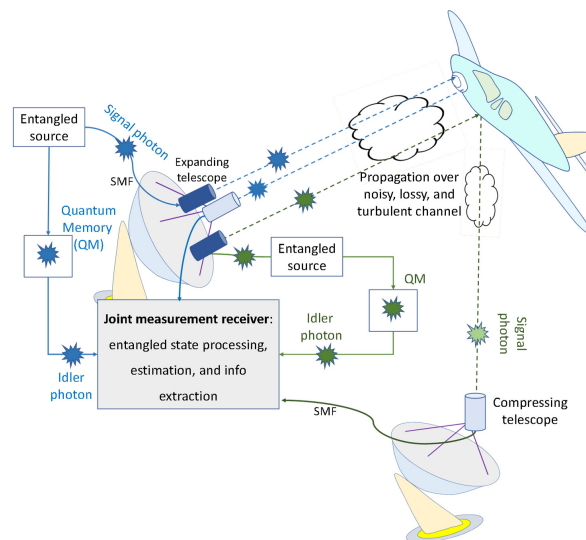 Entangled
source
Signal photon
SMF
Expanding
telescope
Quantum
Memory
(QM)
Propagation over
noisy, lossy, and
turbulent channel
Entangled
source
QM
Joint measurement receiver:
entangled state processing,
estimation, and info
extraction
Idler
photon
Idler
photon
Signal
photon
SMF
Compressing
telescope